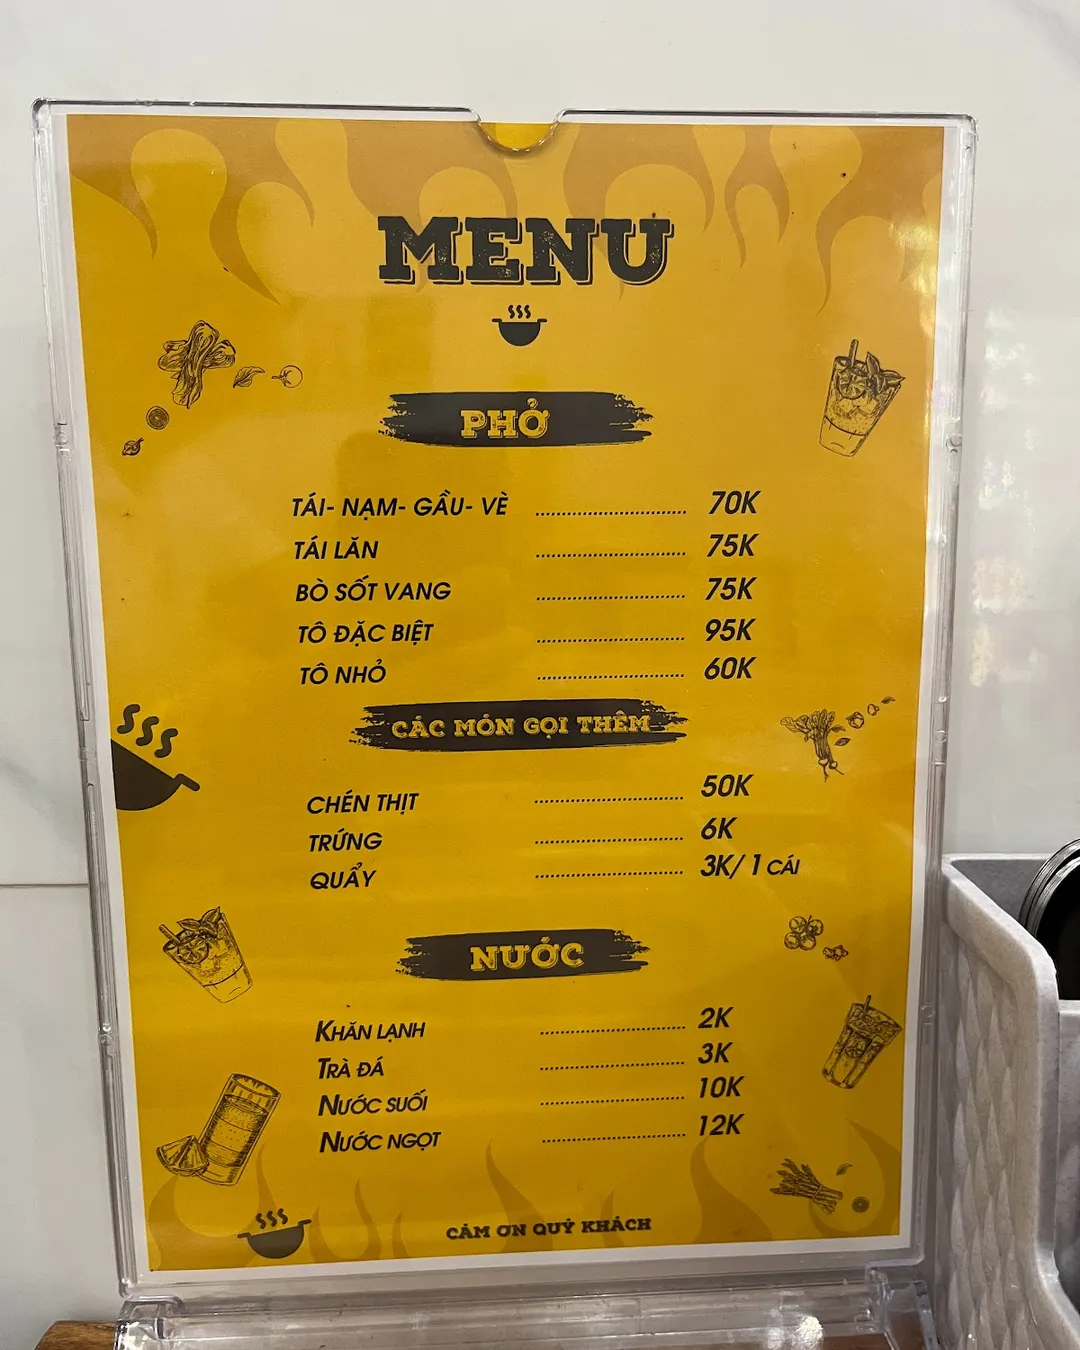 MENU
PHỞ
TÁI- NẠM- GẦU- VÈ ........................ 70K
TÁI LĂN ........................ 75K
BÒ SỐT VANG ........................ 75K
TÔ ĐẶC BIỆT ........................ 95K
TÔ NHỎ ........................ 60K
CÁC MÓN GỌI THÊM
CHÉN THỊT ........................ 50K
TRỨNG ........................ 6K
QUẨY ........................ 3K/ 1 CÁI
NƯỚC
KHĂN LẠNH ........................ 2K
TRÀ ĐÁ ........................ 3K
NƯỚC SUỐI ........................ 10K
NƯỚC NGỌT ........................ 12K
CẢM ƠN QUÝ KHÁCH